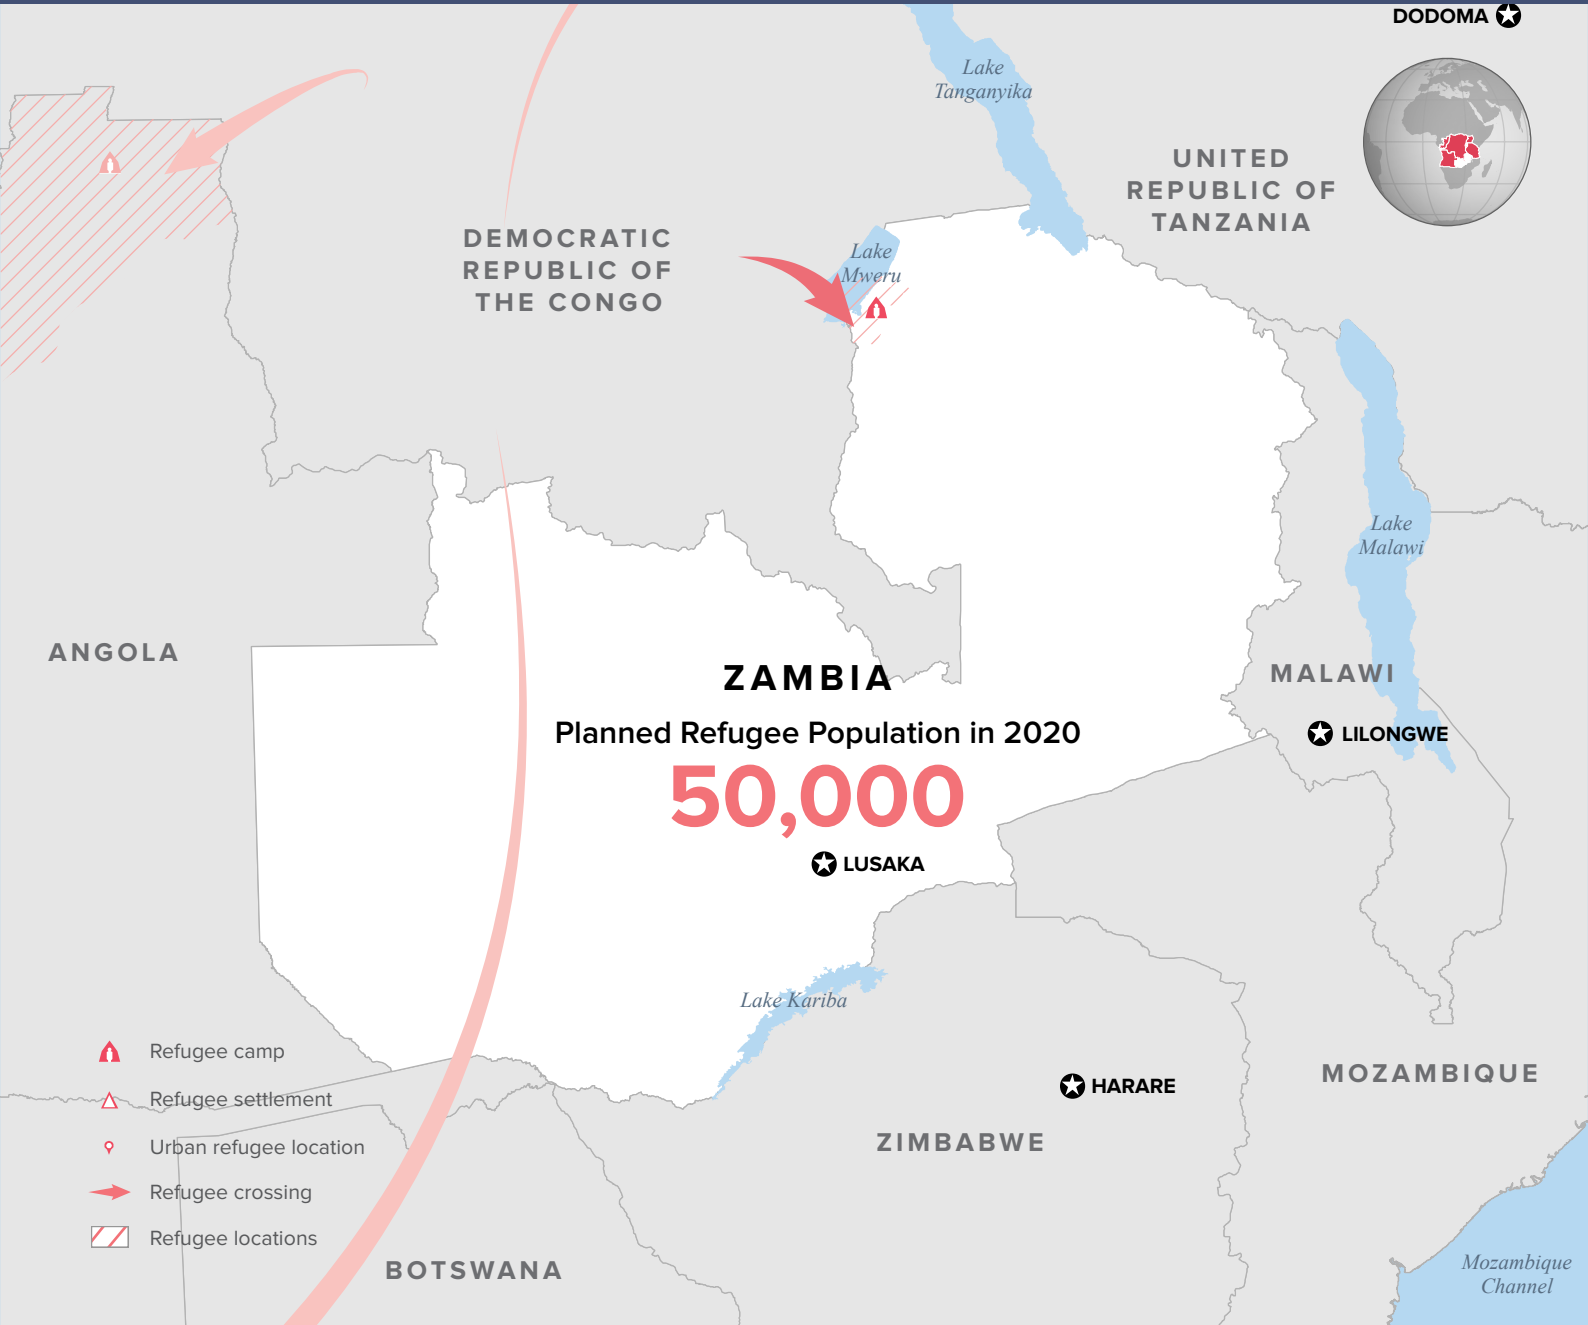 DODOMA
Lake
Tanganyika
UNITED
REPUBLIC OF
TANZANIA
DEMOCRATIC
REPUBLIC OF
THE CONGO
Lake
Mweru
Lake
Malawi
ANGOLA
ZAMBIA
MALAWI
Planned Refugee Population in 2020
LILONGWE
50,000
LUSAKA
Lake Kariba
Refugee camp
Refugee settlement
Urban refugee location
Refugee crossing
Refugee locations
HARARE
MOZAMBIQUE
ZIMBABWE
BOTSWANA
Mozambique
Channel